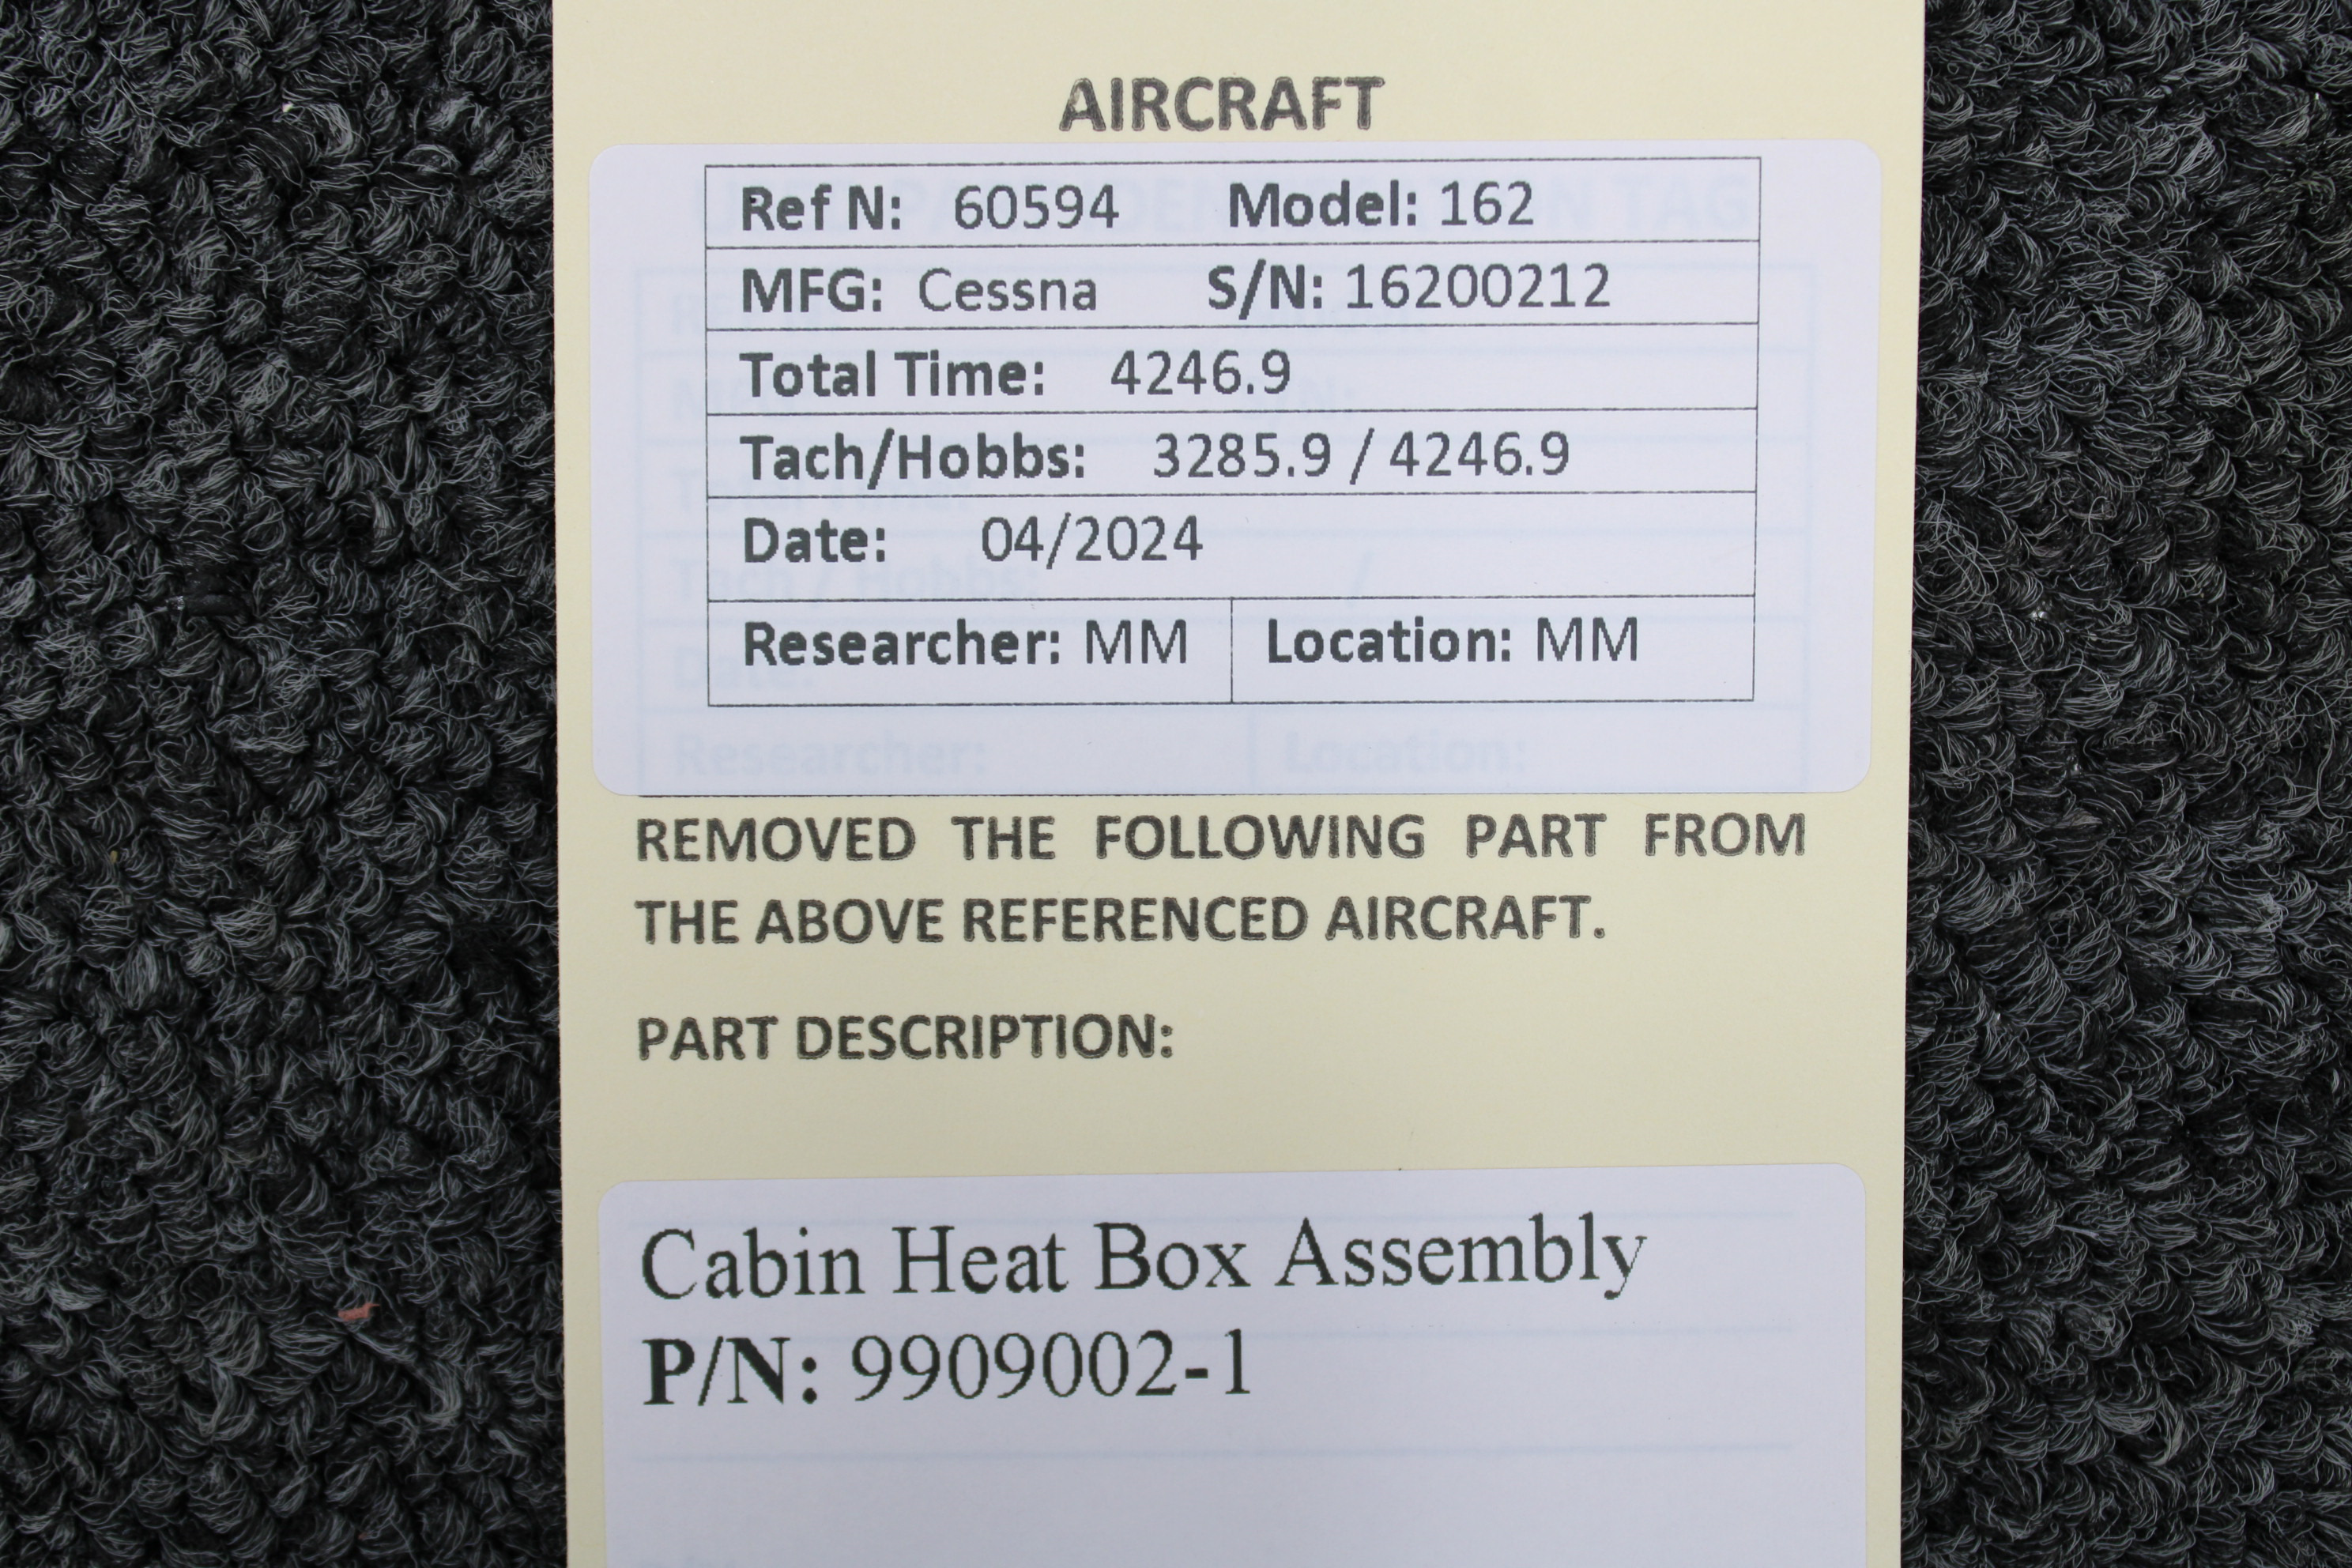 AIRCRAFT
Ref N: 60594 Model: 162
MFG: Cessna S/N: 16200212
Total Time: 4246.9
Tach/Hobbs: 3285.9 / 4246.9
Date: 04/2024
Researcher: MM Location: MM
Researcher: Location:
REMOVED THE FOLLOWING PART FROM
THE ABOVE REFERENCED AIRCRAFT.
PART DESCRIPTION:
Cabin Heat Box Assembly
P/N: 9909002-1